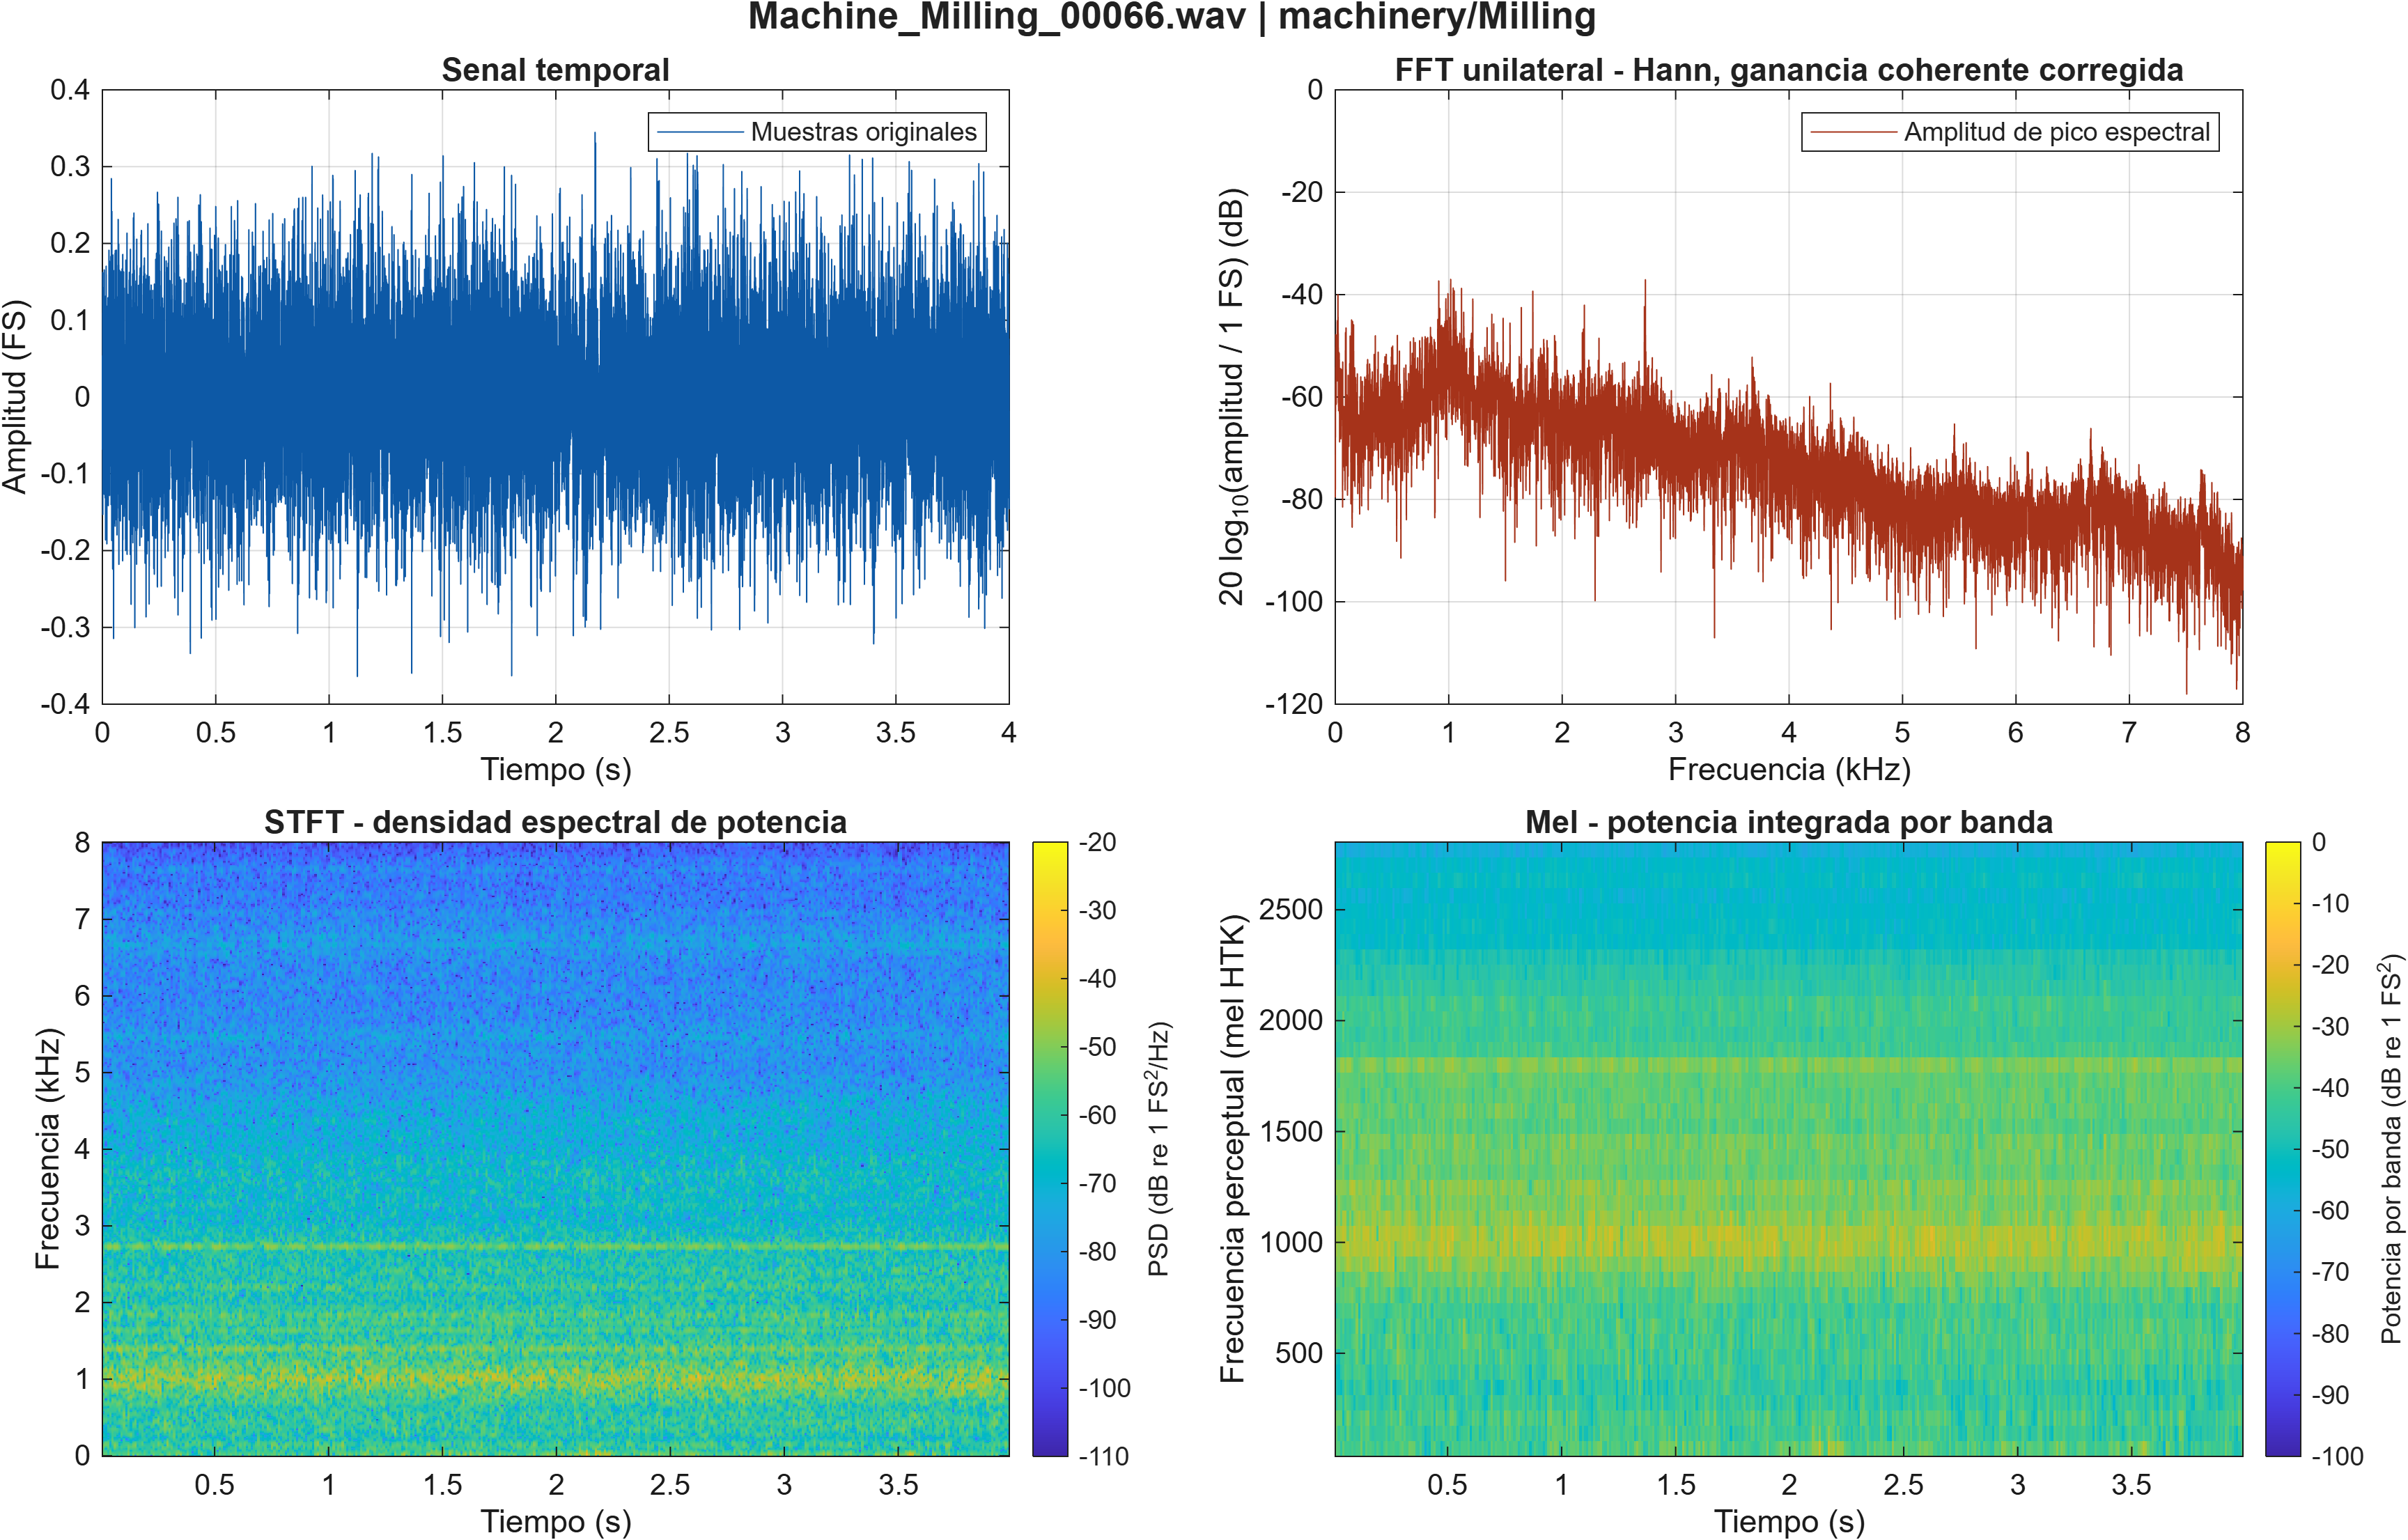 Machine_Milling_00066.wav | machinery/Milling
Senal temporal
Muestras originales
Amplitud (FS)
0.4
0.3
0.2
0.1
0
-0.1
-0.2
-0.3
-0.4
0 0.5 1 1.5 2 2.5 3 3.5 4
Tiempo (s)
FFT unilateral - Hann, ganancia coherente corregida
Amplitud de pico espectral
20 log10(amplitud / 1 FS) (dB)
0
-20
-40
-60
-80
-100
-120
0 1 2 3 4 5 6 7 8
Frecuencia (kHz)
STFT - densidad espectral de potencia
Frecuencia (kHz)
8
7
6
5
4
3
2
1
0
0.5 1 1.5 2 2.5 3 3.5
Tiempo (s)
-20
-30
-40
-50
-60
-70
-80
-90
-100
-110
PSD (dB re 1 FS²/Hz)
Mel - potencia integrada por banda
Frecuencia perceptual (mel HTK)
2500
2000
1500
1000
500
0.5 1 1.5 2 2.5 3 3.5
Tiempo (s)
0
-10
-20
-30
-40
-50
-60
-70
-80
-90
-100
Potencia por banda (dB re 1 FS²)